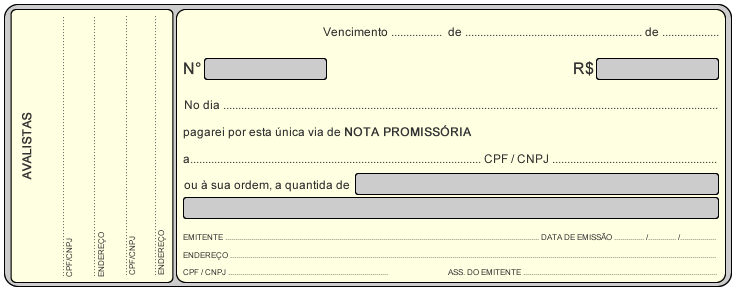 AVALISTAS
CPF/CNPJ
ENDEREÇO
CPF/CNPJ
ENDEREÇO
Vencimento ................. de ............................................................ de ...................
N° R$
No dia ....................................................................................................
pagarei por esta única via de NOTA PROMISSÓRIA
a............................................................ CPF / CNPJ ........................................
ou à sua ordem, a quantida de
EMITENTE ............................................................ DATA DE EMISSÃO ............ /............ /..............
ENDEREÇO ....................................................................................................
CPF / CNPJ ............................................................ ASS. DO EMITENTE ............................................................